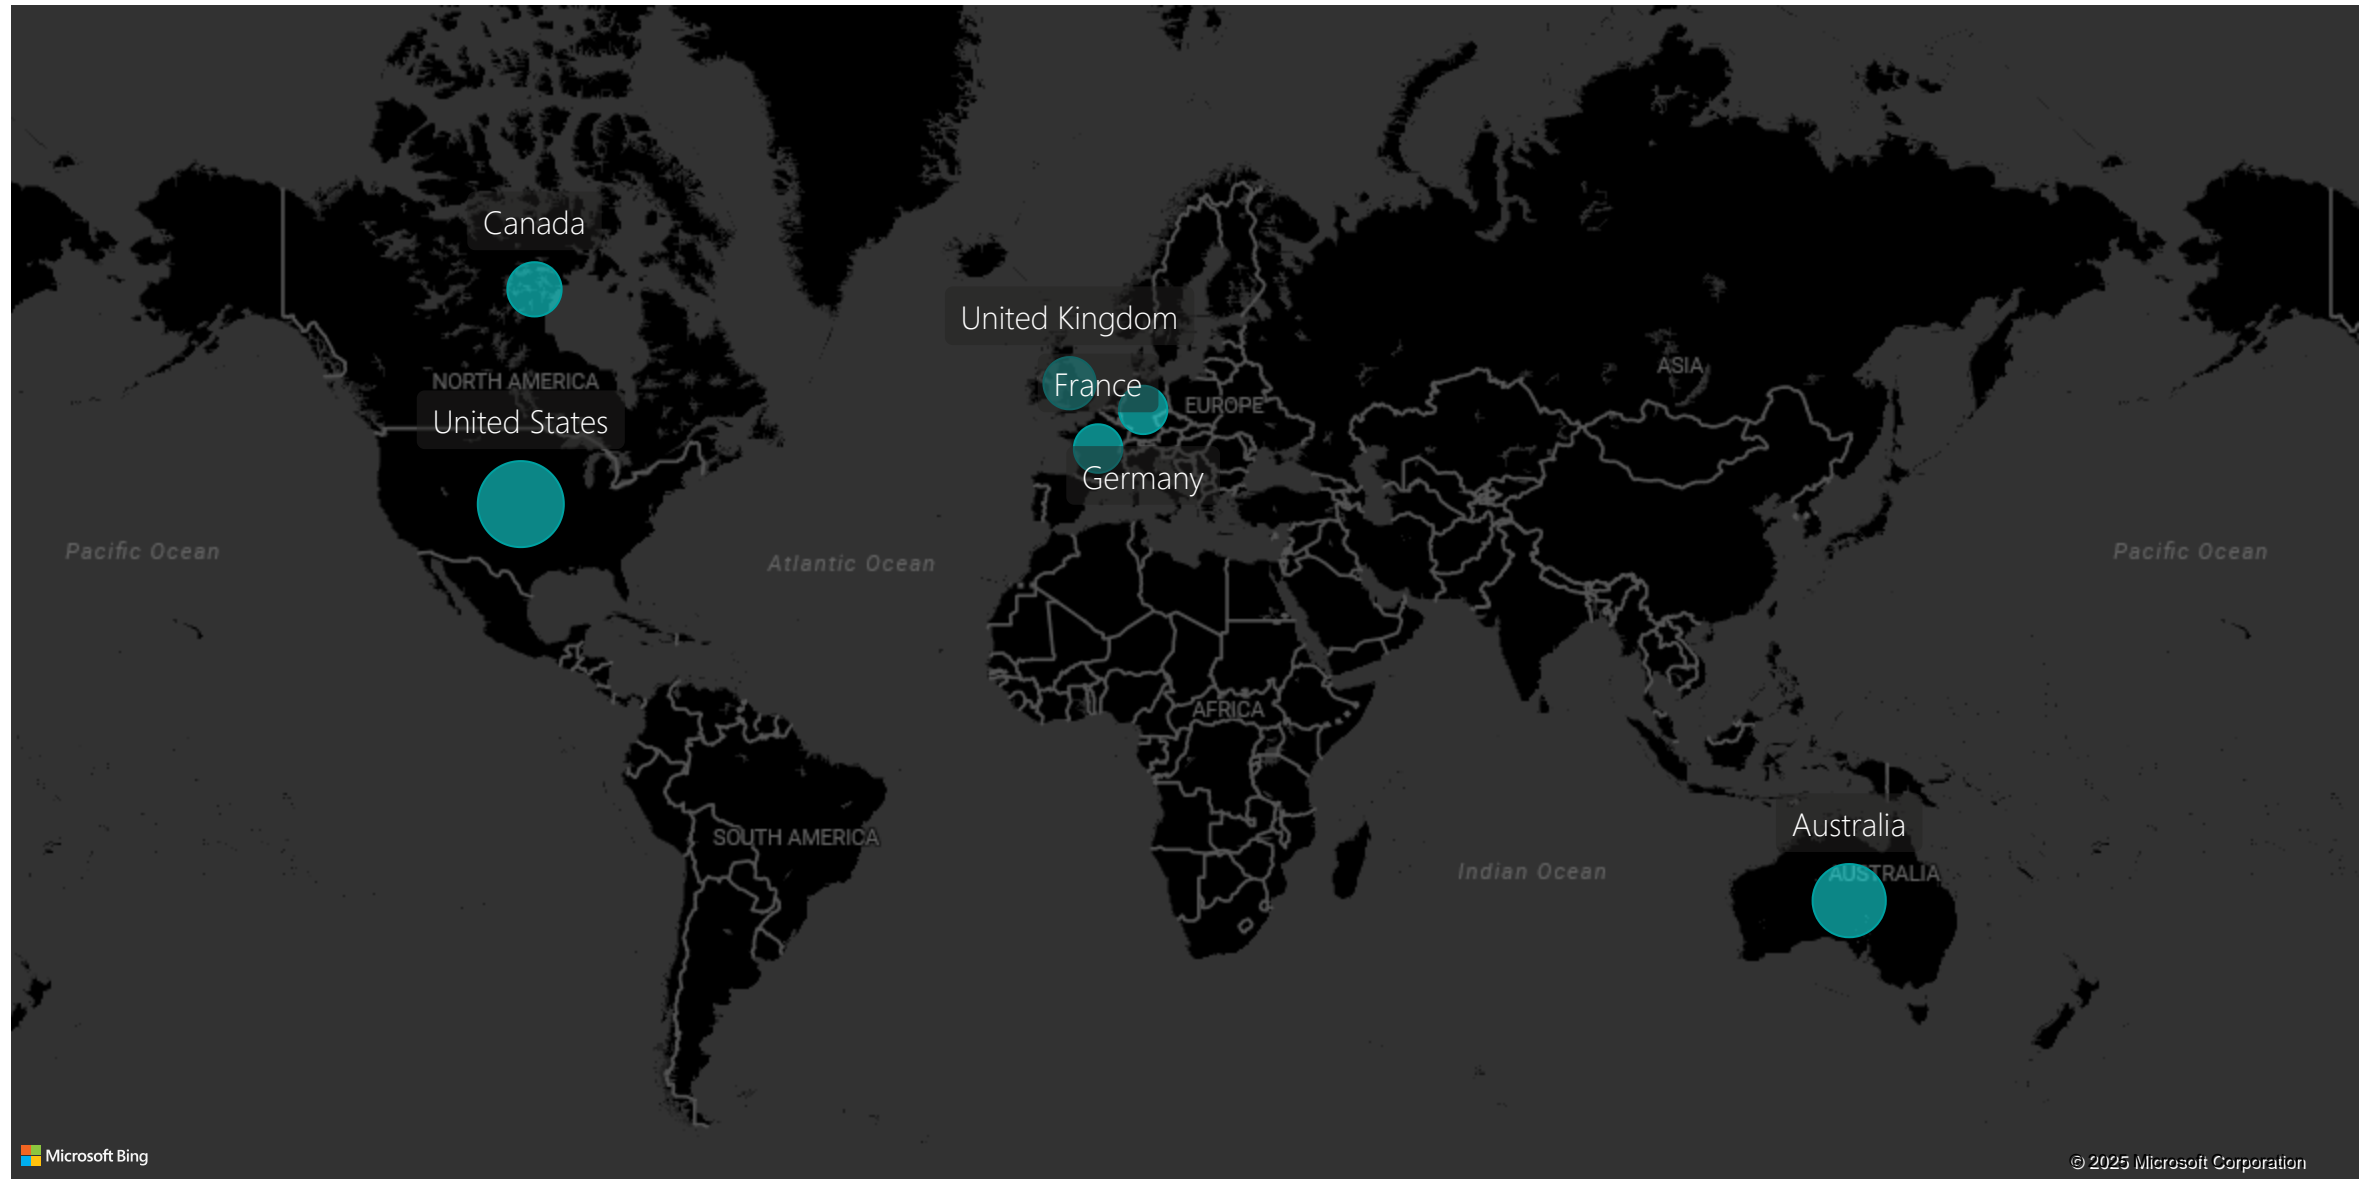 Canada
United Kingdom
ASIA
NORTH AMERICA
France
EUROPE
United States
Germany
Pacific Ocean
Atlantic Ocean
Pacific Ocean
AFRICA
Australia
SOUTH AMERICA
Indian Ocean
AUSTRALIA
Microsoft Bing
© 2025 Microsoft Corporation